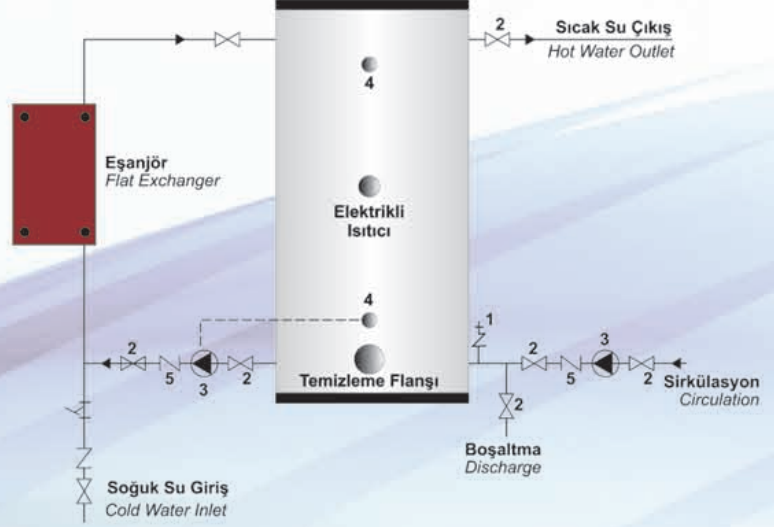 2
Sıcak Su Çıkış
Hot Water Outlet
4
Eşanjör
Flat Exchanger
Elektrikli
Isıtıcı
4
1
2
5
3
2
Temizleme Flanşı
2
5
3
2
Sirkülasyon
Circulation
2
Boşaltma
Discharge
Soğuk Su Giriş
Cold Water Inlet